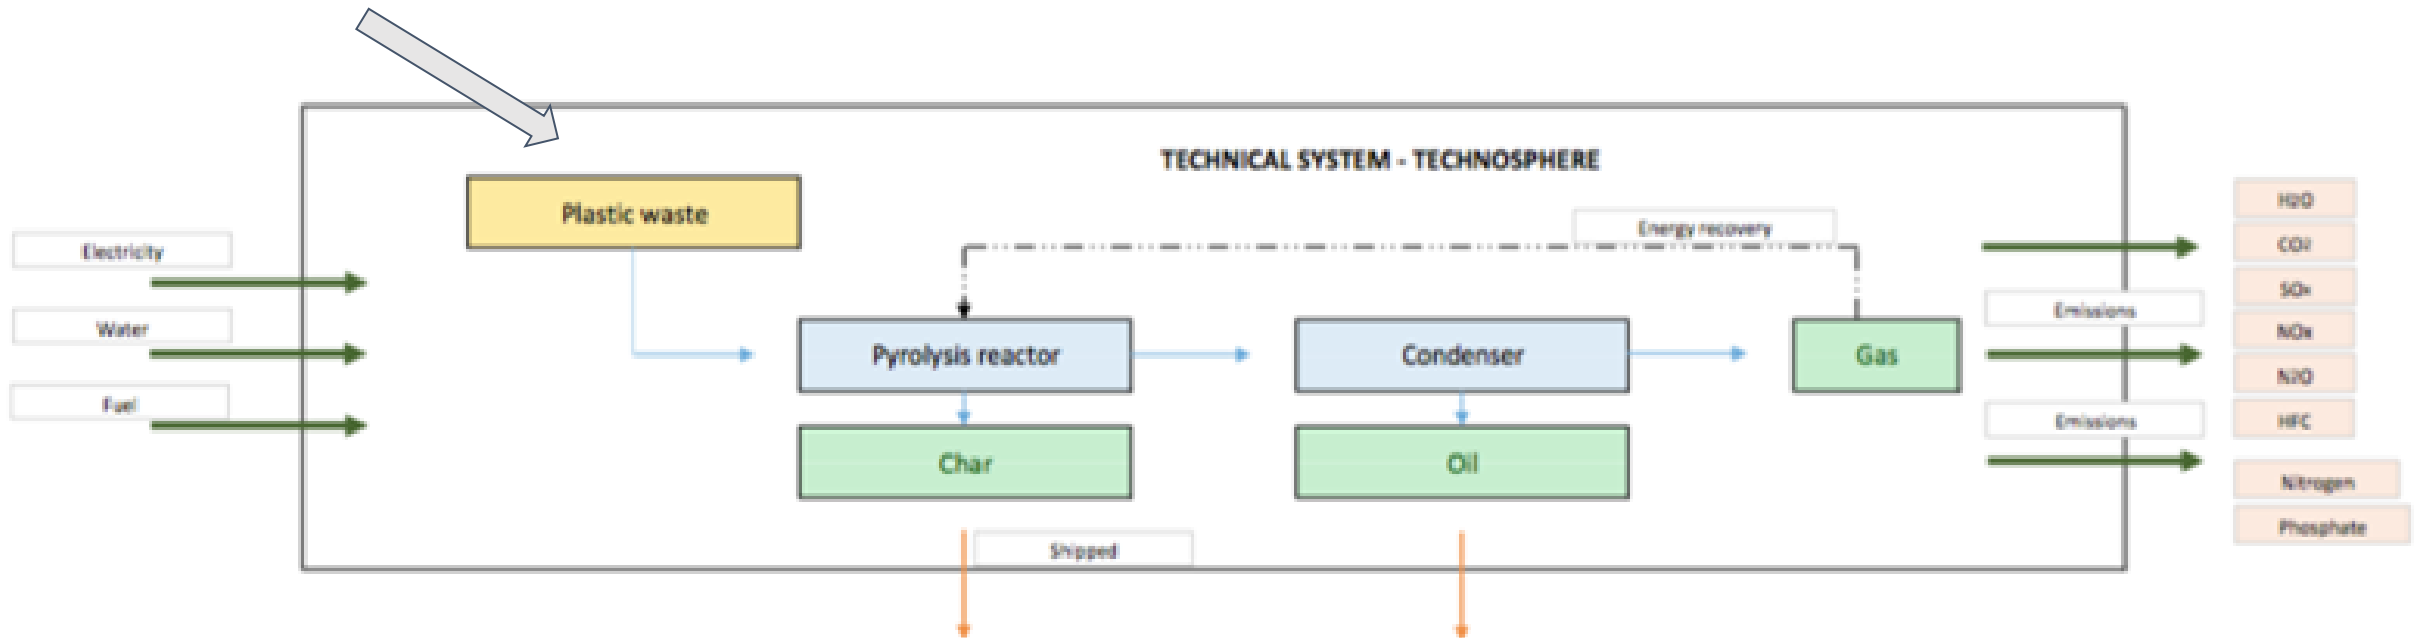 TECHNICAL SYSTEM - TECHNOSPHERE
Plastic waste
Electricity
Water
Fuel
Energy recovery
Pyrolysis reactor
Condenser
Gas
Char
Oil
Shipped
Emissions
Emissions
H2O
CO2
SOx
NOx
N2O
HFC
Nitrogen
Phosphate